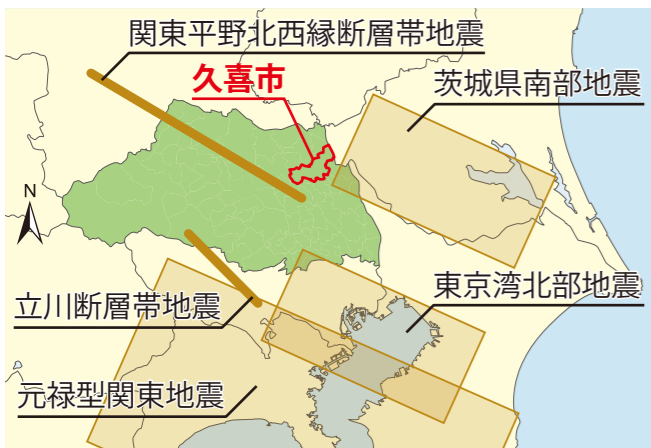 関東平野北西縁断層帯地震
久喜市
茨城県南部地震
N
立川断層帯地震
東京湾北部地震
元禄型関東地震